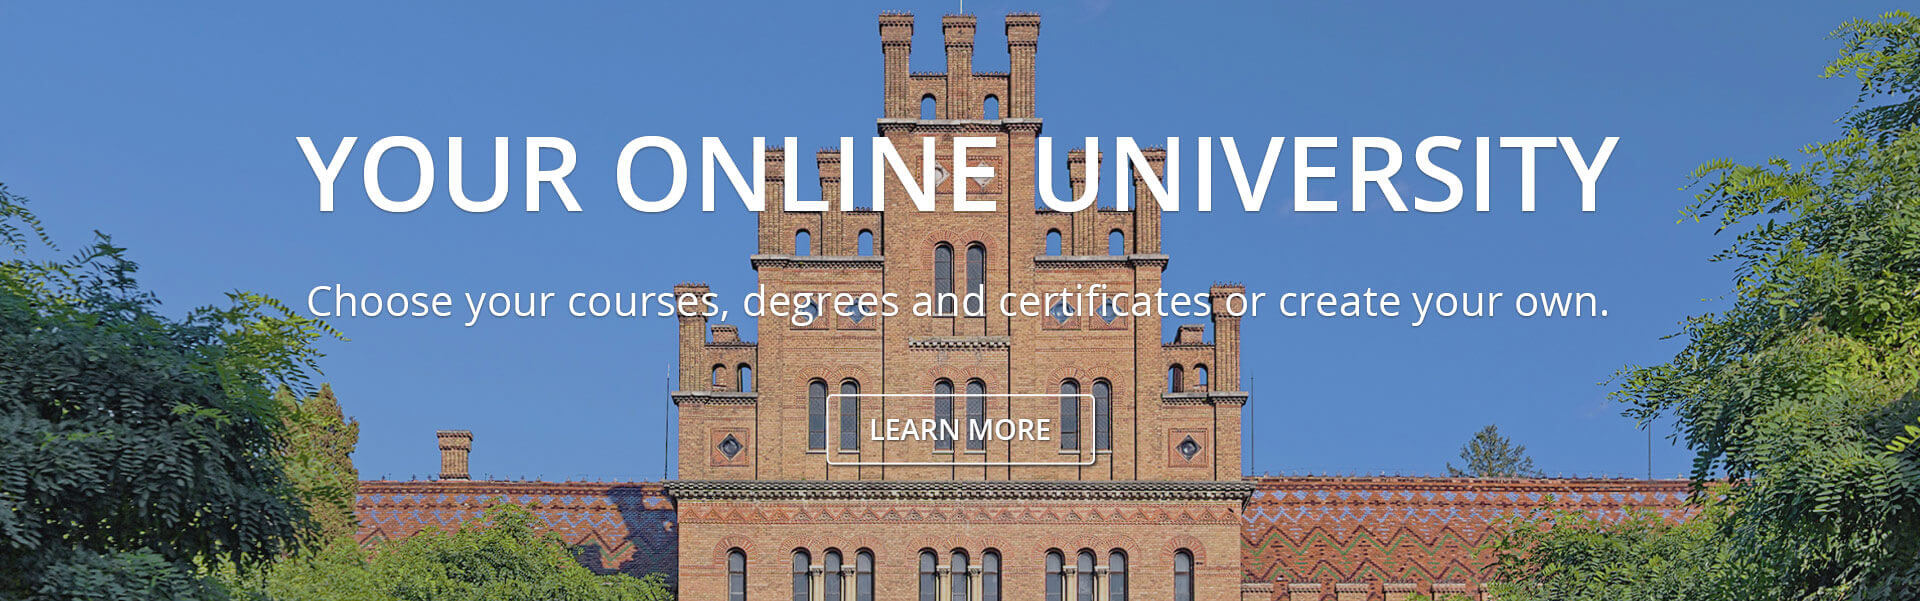 YOUR ONLINE UNIVERSITY
Choose your courses, degrees and certificates or create your own.
LEARN MORE